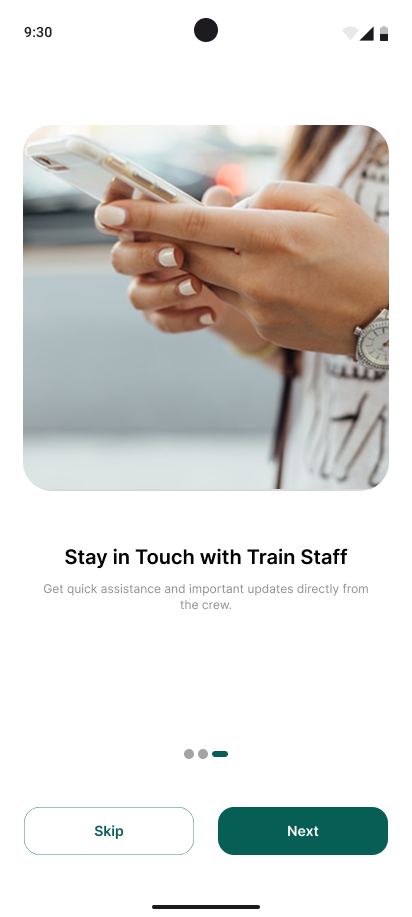 9:30
Stay in Touch with Train Staff
Get quick assistance and important updates directly from
the crew.
Skip
Next